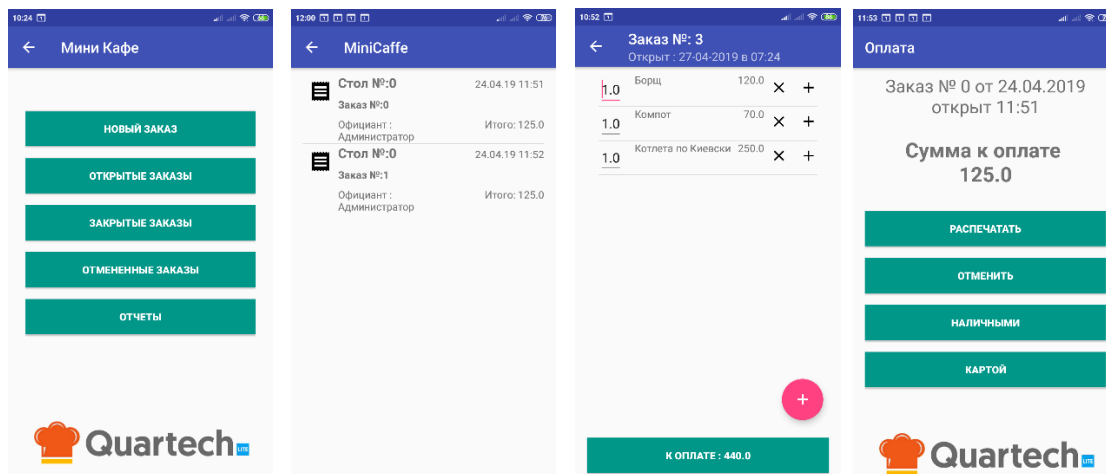 10:24
Мини Кафе
НОВЫЙ ЗАКАЗ
ОТКРЫТЫЕ ЗАКАЗЫ
ЗАКРЫТЫЕ ЗАКАЗЫ
ОТМЕНЕННЫЕ ЗАКАЗЫ
ОТЧЕТЫ
Quartech LITE
12:00
MiniCaffe
Стол №:0 24.04.19 11:51
Заказ №:0
Официант : Итого: 125.0
Администратор
Стол №:0 24.04.19 11:52
Заказ №:1
Официант : Итого: 125.0
Администратор
10:52
Заказ №: 3
Открыт : 27-04-2019 в 07:24
1.0 Борщ 120.0
1.0 Компот 70.0
1.0 Котлета по Киевски 250.0
К ОПЛАТЕ : 440.0
11:53
Оплата
Заказ № 0 от 24.04.2019
открыт 11:51
Сумма к оплате
125.0
РАСПЕЧАТАТЬ
ОТМЕНИТЬ
НАЛИЧНЫМИ
КАРТОЙ
Quartech LITE